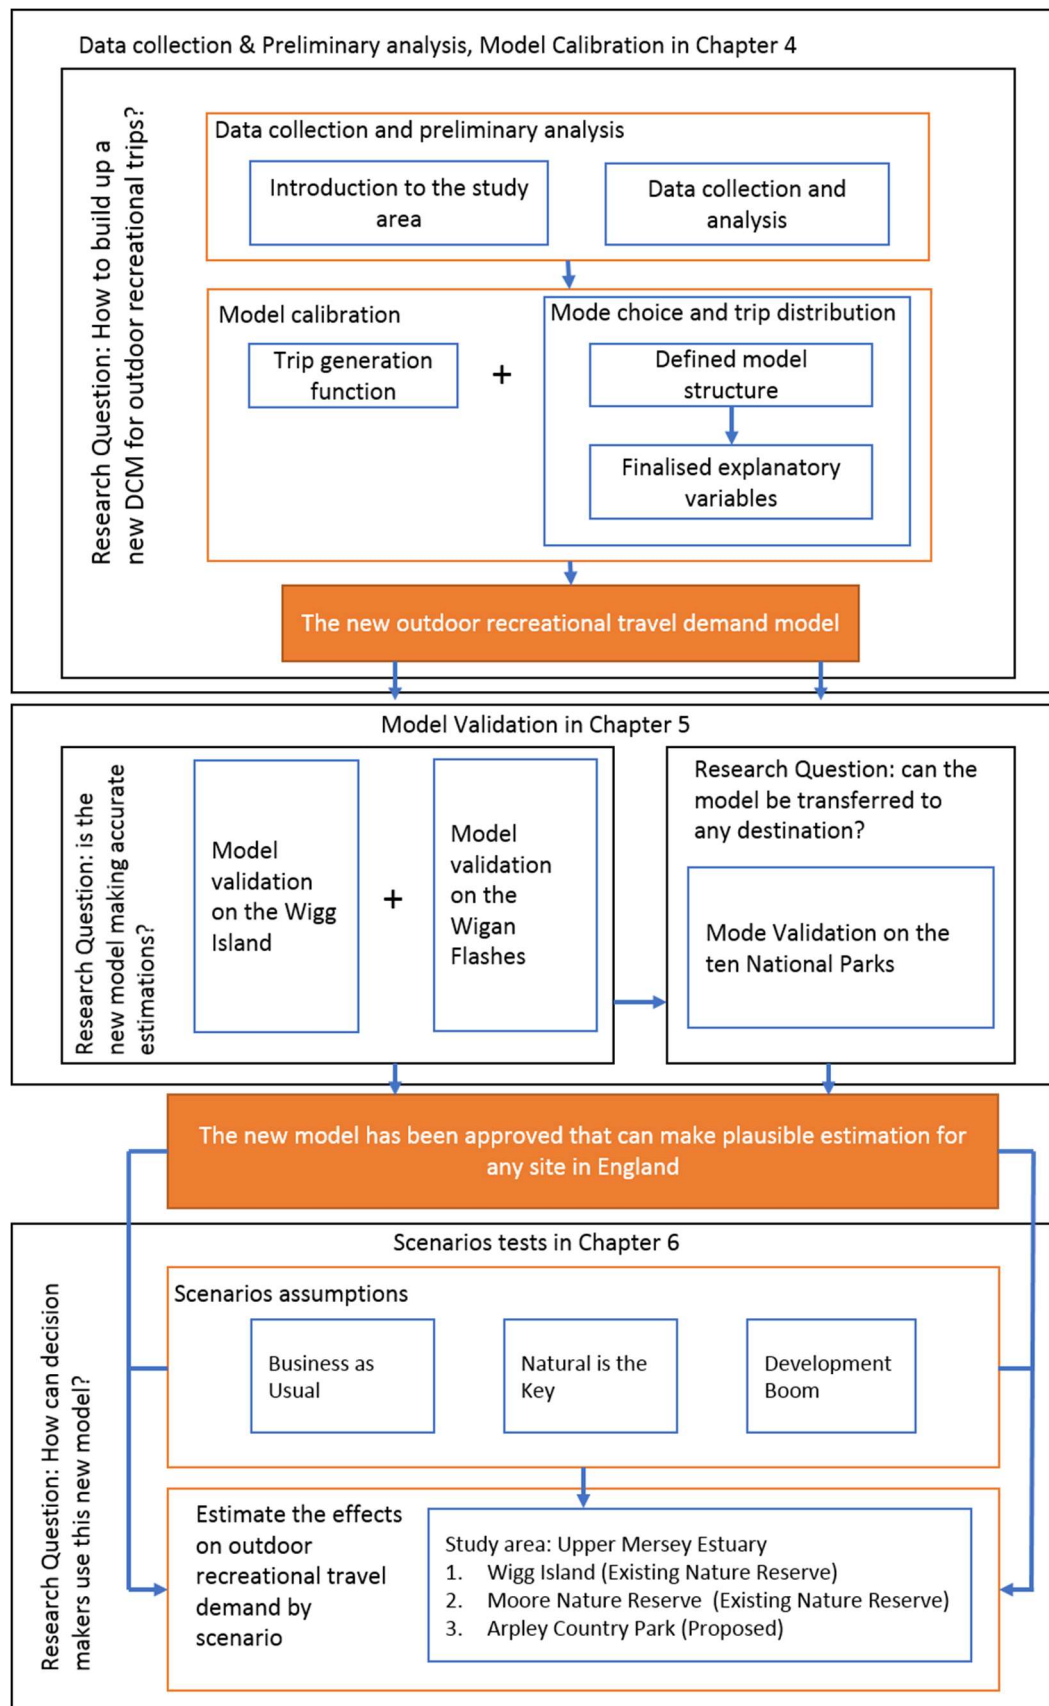 Data collection & Preliminary analysis, Model Calibration in Chapter 4
Research Question: How to build up a
new DCM for outdoor recreational trips?
Data collection and preliminary analysis
Introduction to the study
area
Data collection and
analysis
Model calibration
Trip generation
function
+
Mode choice and trip distribution
Defined model
structure
Finalised explanatory
variables
The new outdoor recreational travel demand model
Model Validation in Chapter 5
Research Question: is the
new model making accurate
estimations?
Model
validation
on the Wigg
Island
+
Model
validation
on the
Wigan
Flashes
Research Question: can the
model be transferred to
any destination?
Mode Validation on the
ten National Parks
The new model has been approved that can make plausible estimation for
any site in England
Scenarios tests in Chapter 6
Research Question: How can decision
makers use this new model?
Scenarios assumptions
Business as
Usual
Natural is the
Key
Development
Boom
Estimate the effects
on outdoor
recreational travel
demand by
scenario
Study area: Upper Mersey Estuary
1. Wigg Island (Existing Nature Reserve)
2. Moore Nature Reserve (Existing Nature Reserve)
3. Arpley Country Park (Proposed)